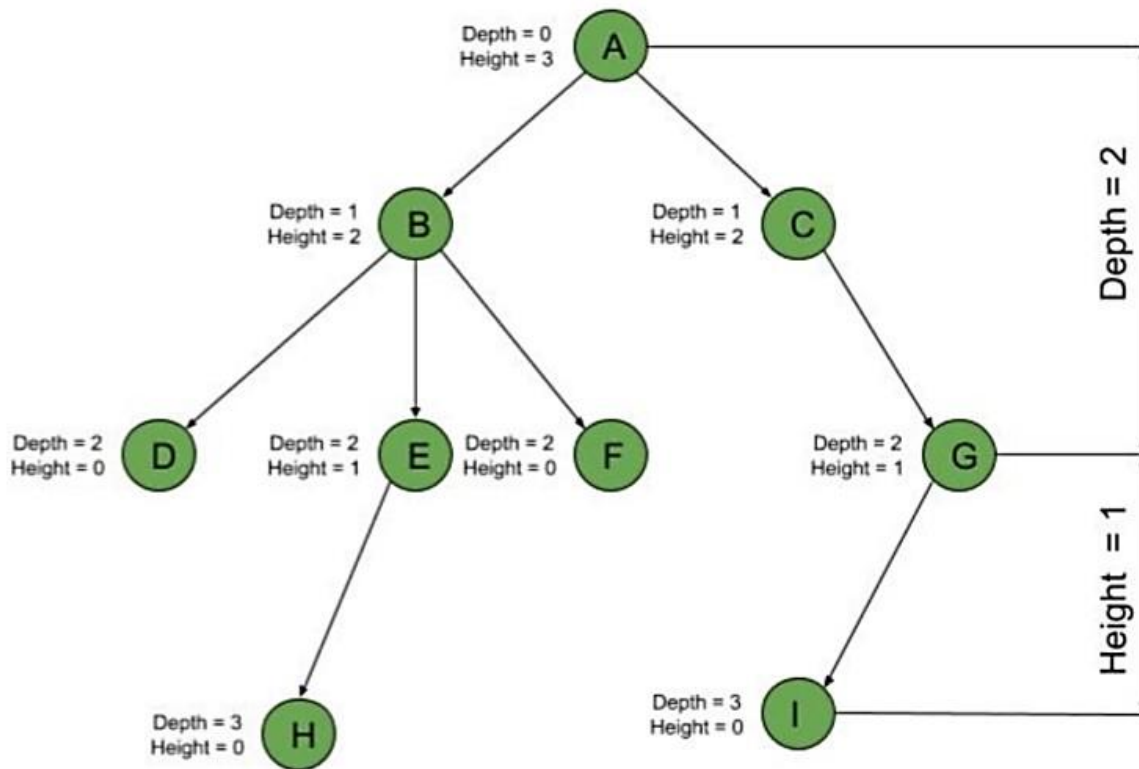 Depth = 0
Height = 3
A
Depth = 2
Depth = 1
Height = 2
B
Depth = 1
Height = 2
C
Depth = 2
Height = 0
D
Depth = 2
Height = 1
E
Depth = 2
Height = 0
F
Depth = 2
Height = 1
G
Height = 1
Depth = 3
Height = 0
H
Depth = 3
Height = 0
I